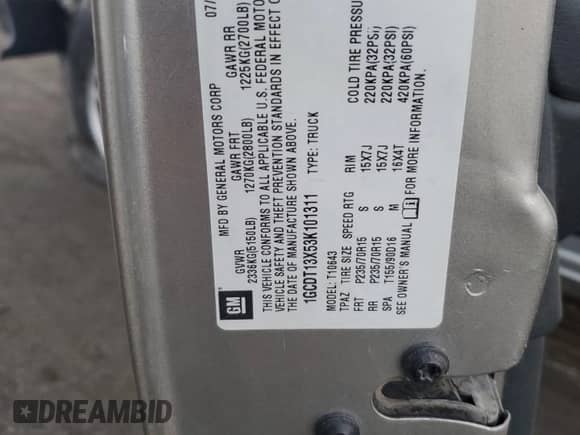 MFD BY GENERAL MOTORS CORP
07/
GVWR GAWR FRT GAWR RR
2336KG(5150LB) 1270KG(2800LB) 1225KG(2700LB)
THIS VEHICLE CONFORMS TO ALL APPLICABLE U.S. FEDERAL MOTO
VEHICLE SAFETY AND THEFT PREVENTION STANDARDS IN EFFECT O
THE DATE OF MANUFACTURE SHOWN ABOVE.
1GCDT13X53K101311 TYPE: TRUCK
MODEL: T10643
TPAZ TIRE SIZE SPEED RTG RIM COLD TIRE PRESSU
FRT P235/70R15 S 15X7J 220KPA(32PSI)
RR P235/70R15 S 15X7J 220KPA(32PSI)
SPA T155/90D16 M 16X4T 420KPA(60PSI)
SEE OWNER'S MANUAL FOR MORE INFORMATION.
GM
DREAMBID